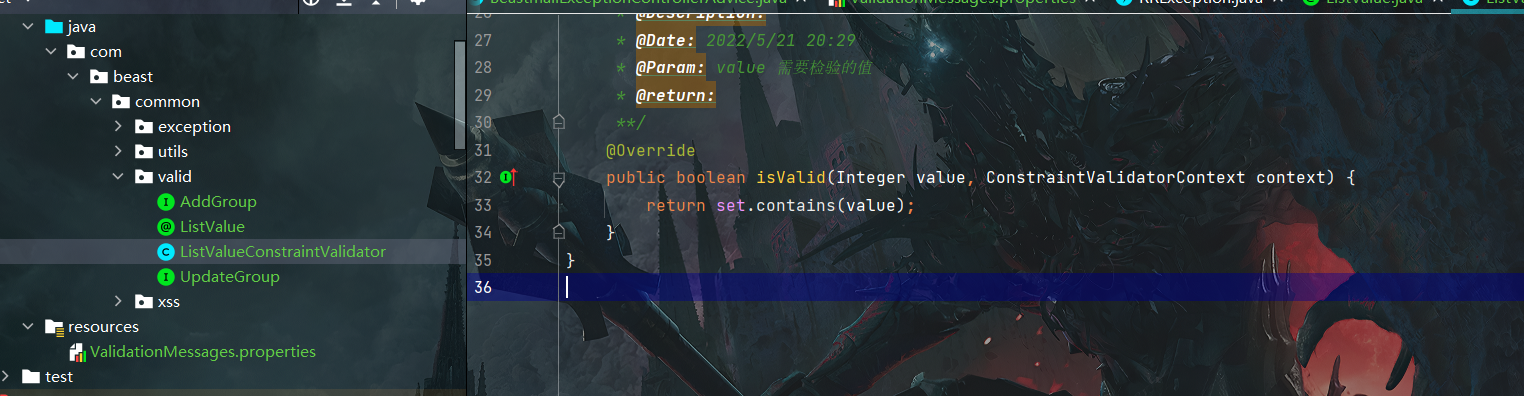 BeastmallExceptionControllerAdvice.java
ValidationMessages.properties
RRException.java
ListValue.java
java
com
beast
common
exception
utils
valid
AddGroup
ListValue
ListValueConstraintValidator
UpdateGroup
xss
resources
ValidationMessages.properties
test
26 * @Description:
27 * @Date: 2022/5/21 20:29
28 * @Param: value 需要检验的值
29 * @return:
30 **/
31 @Override
32 public boolean isValid(Integer value, ConstraintValidatorContext context) {
33 return set.contains(value);
34 }
35 }
36